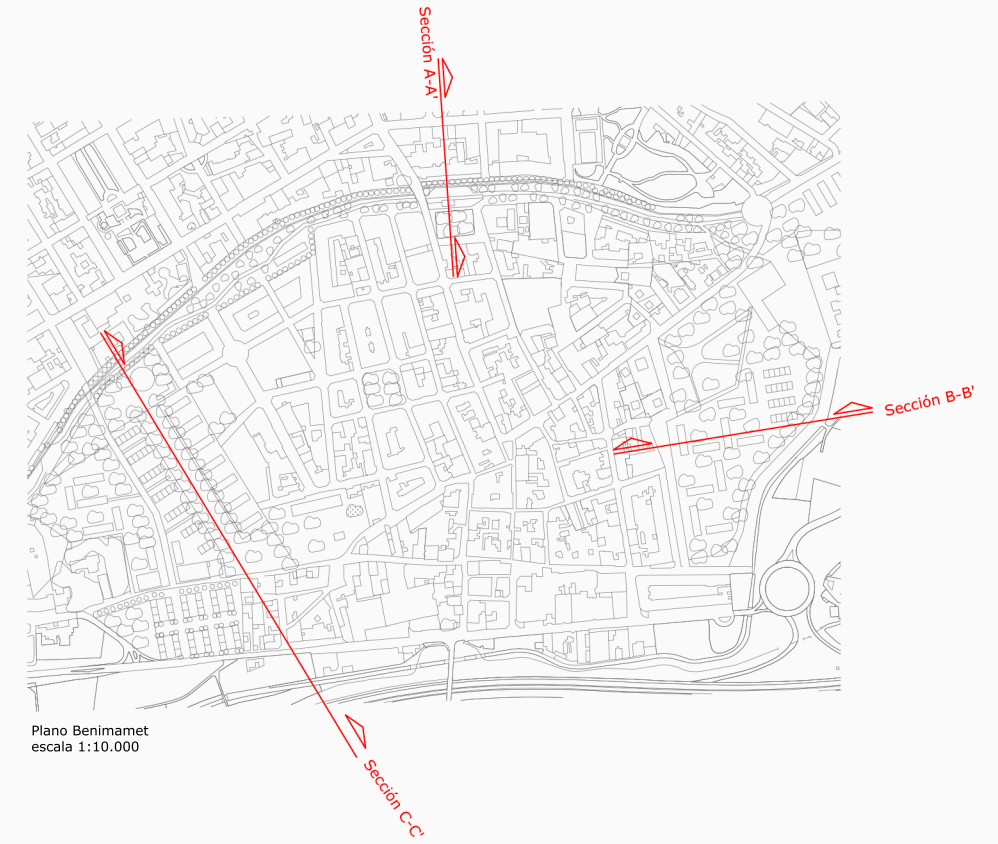 Sección A-A'
Sección B-B'
Plano Benimamet
escala 1:10.000
Sección C-C'